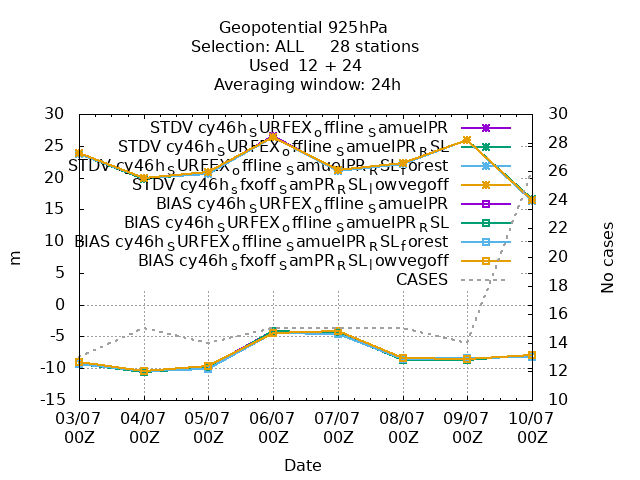 Geopotential 925hPa
Selection: ALL 28 stations
Used 12 + 24
Averaging window: 24h
30 30
25 28
20 26
15 24
10 22
5 20
0 18
-5 16
-10 14
-15 12
10
STDV cy46h_SURFEX_offline_SamuelPR
STDV cy46h_SURFEX_offline_SamuelPR_RSL
STDV cy46h_SURFEX_offline_SamuelPR_RSL_forest
STDV cy46h_sfxoff_SamPR_RSL_lowvegoff
BIAS cy46h_SURFEX_offline_SamuelPR
BIAS cy46h_SURFEX_offline_SamuelPR_RSL
BIAS cy46h_SURFEX_offline_SamuelPR_RSL_forest
BIAS cy46h_sfxoff_SamPR_RSL_lowvegoff
CASES
m
No cases
03/07 04/07 05/07 06/07 07/07 08/07 09/07 10/07
00Z 00Z 00Z 00Z 00Z 00Z 00Z 00Z
Date